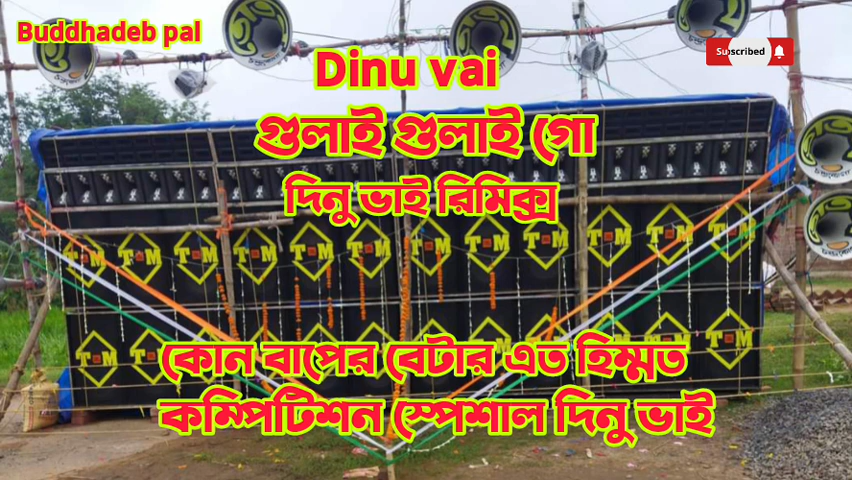 Buddhadeb pal
Subscribed
Dinu vai
গুলাই গুলাই গো
দিনু ভাই রিমিক্স
T M T M T M T M T M T M T M T M T M T M T M T M
কোন বাপের বেটার এত হিম্মত
কম্পিটিশন স্পেশাল দিনু ভাই